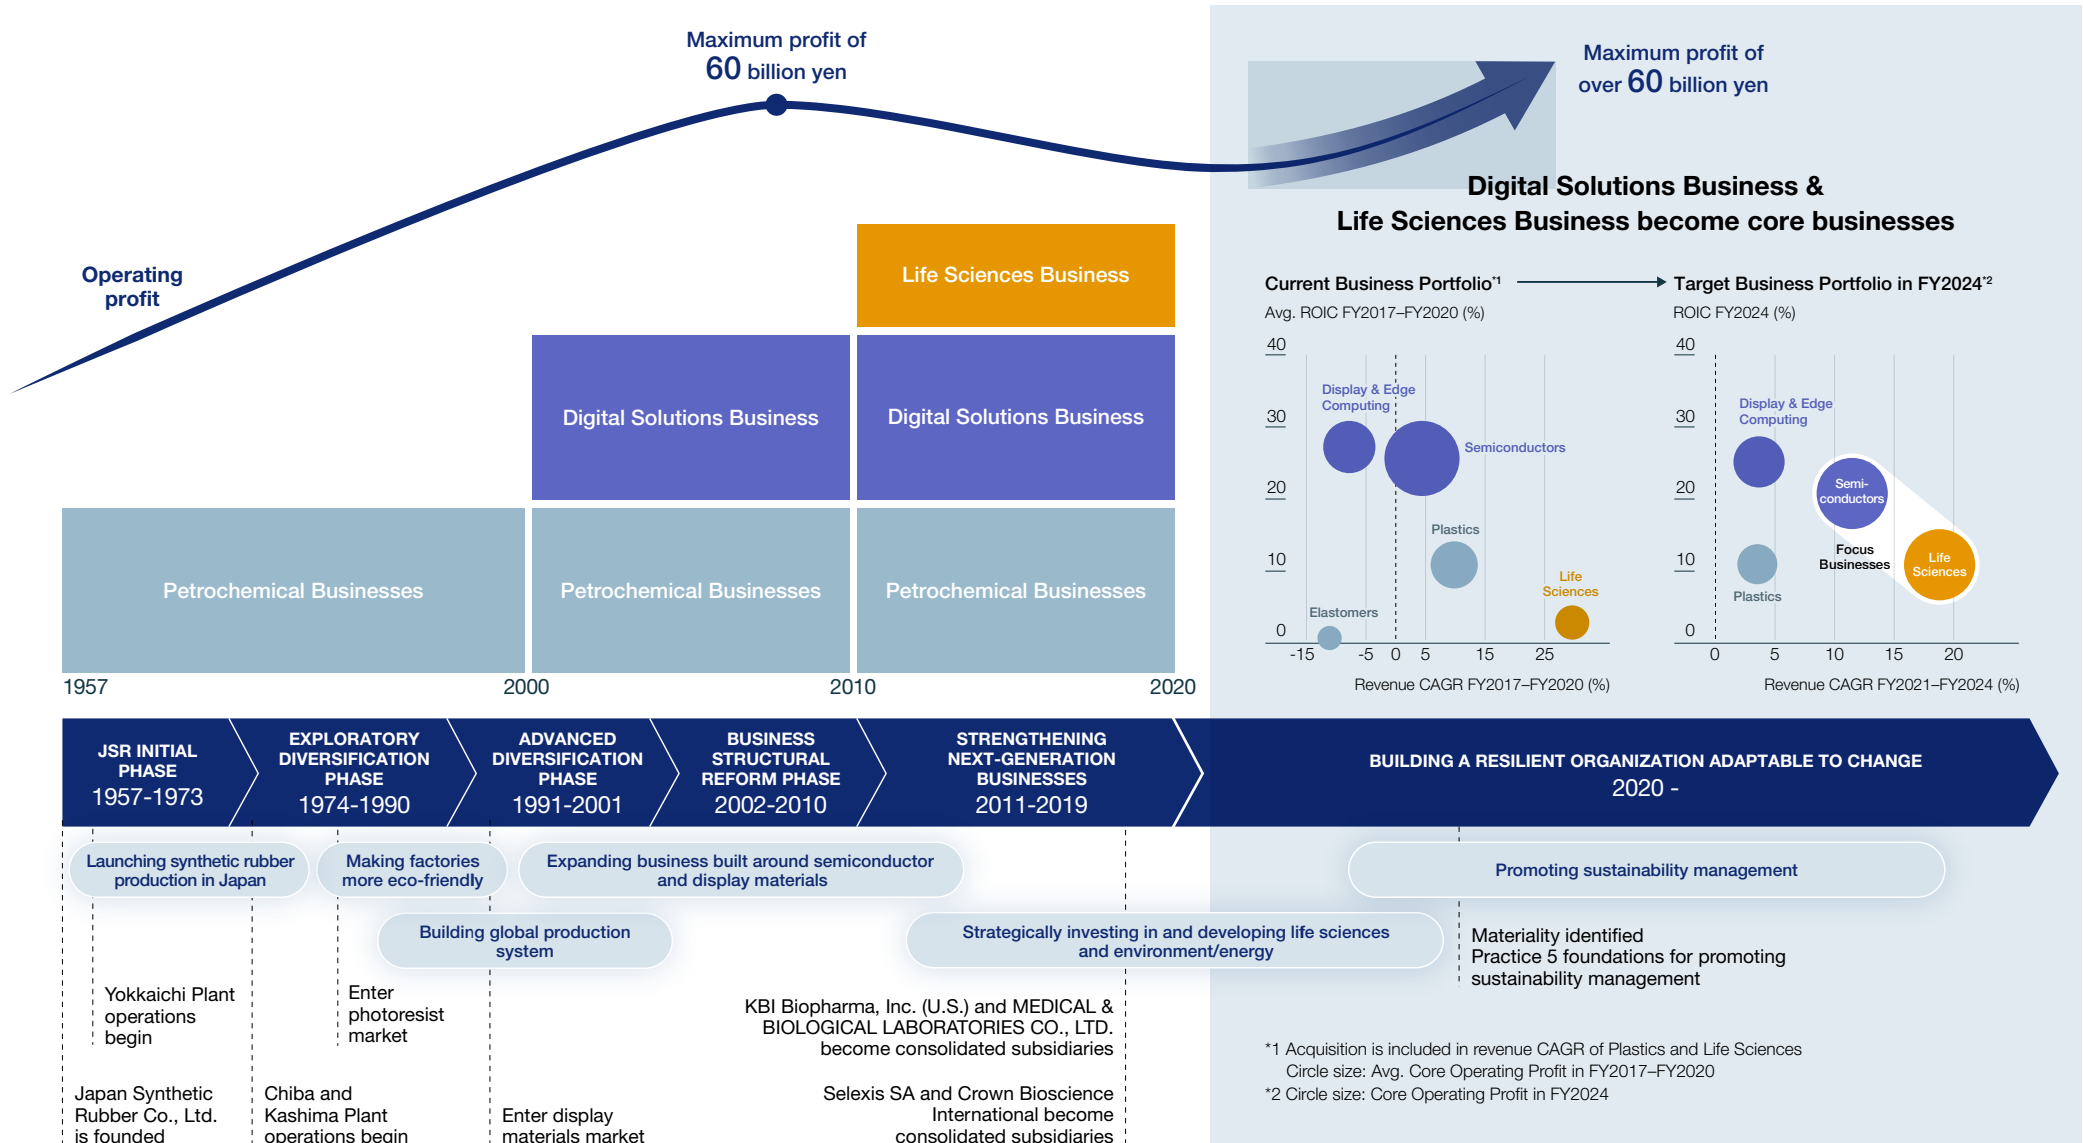 Maximum profit of
60 billion yen
Maximum profit of
over 60 billion yen
Operating
profit
Life Sciences Business
Digital Solutions Business
Digital Solutions Business
Petrochemical Businesses
Petrochemical Businesses
Petrochemical Businesses
1957
2000
2010
2020
Digital Solutions Business &
Life Sciences Business become core businesses
Current Business Portfolio*1
Avg. ROIC FY2017–FY2020 (%)
40
30
20
10
0
Display & Edge
Computing
Semiconductors
Plastics
Life
Sciences
Elastomers
-15
-5
0
5
15
25
Revenue CAGR FY2017–FY2020 (%)
Target Business Portfolio in FY2024*2
ROIC FY2024 (%)
40
30
20
10
0
Display & Edge
Computing
Semi-
conductors
Focus
Businesses
Life
Sciences
Plastics
0
5
10
15
20
Revenue CAGR FY2021–FY2024 (%)
JSR INITIAL
PHASE
1957-1973
EXPLORATORY
DIVERSIFICATION
PHASE
1974-1990
ADVANCED
DIVERSIFICATION
PHASE
1991-2001
BUSINESS
STRUCTURAL
REFORM PHASE
2002-2010
STRENGTHENING
NEXT-GENERATION
BUSINESSES
2011-2019
BUILDING A RESILIENT ORGANIZATION ADAPTABLE TO CHANGE
2020 -
Launching synthetic rubber
production in Japan
Making factories
more eco-friendly
Expanding business built around semiconductor
and display materials
Promoting sustainability management
Building global production
system
Strategically investing in and developing life sciences
and environment/energy
Materiality identified
Practice 5 foundations for promoting
sustainability management
Yokkaichi Plant
operations
begin
Enter
photoresist
market
KBI Biopharma, Inc. (U.S.) and MEDICAL &
BIOLOGICAL LABORATORIES CO., LTD.
become consolidated subsidiaries
Japan Synthetic
Rubber Co., Ltd.
is founded
Chiba and
Kashima Plant
operations begin
Enter display
materials market
Selexis SA and Crown Bioscience
International become
consolidated subsidiaries
*1 Acquisition is included in revenue CAGR of Plastics and Life Sciences
Circle size: Avg. Core Operating Profit in FY2017–FY2020
*2 Circle size: Core Operating Profit in FY2024